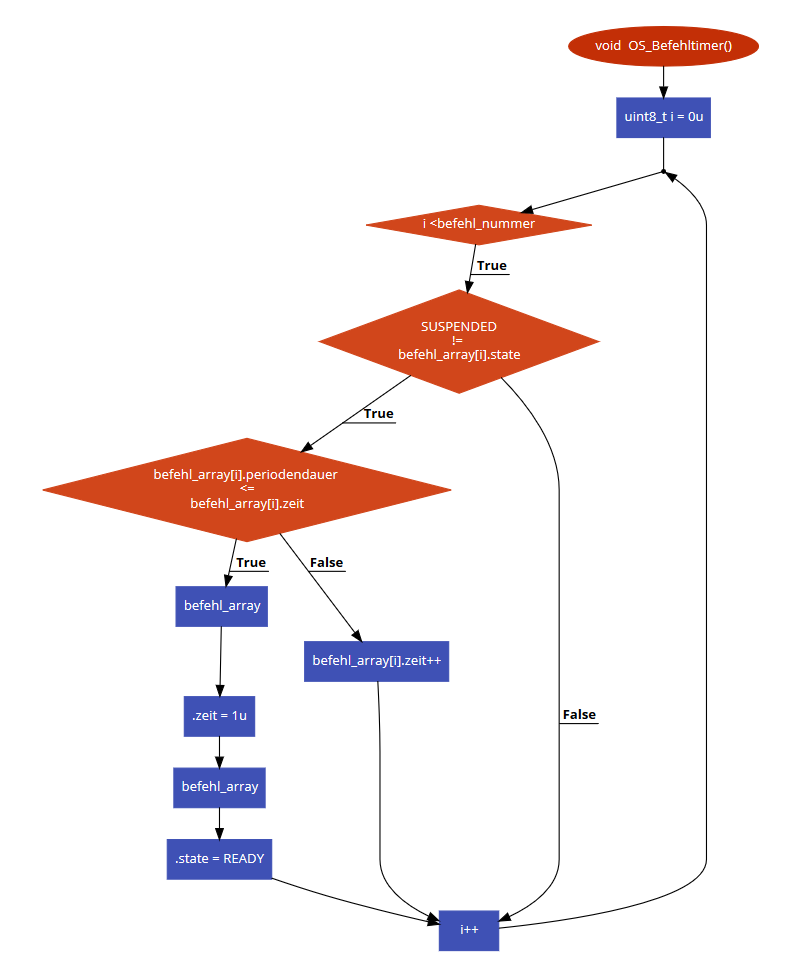 void  OS_Befehltimer()
uint8_t i = 0u
i <befehl_nummer
True
SUSPENDED
!=
befehl_array[i].state
True
befehl_array[i].periodendauer
<=
befehl_array[i].zeit
True
False
befehl_array
befehl_array[i].zeit++
.zeit = 1u
False
befehl_array
.state = READY
i++